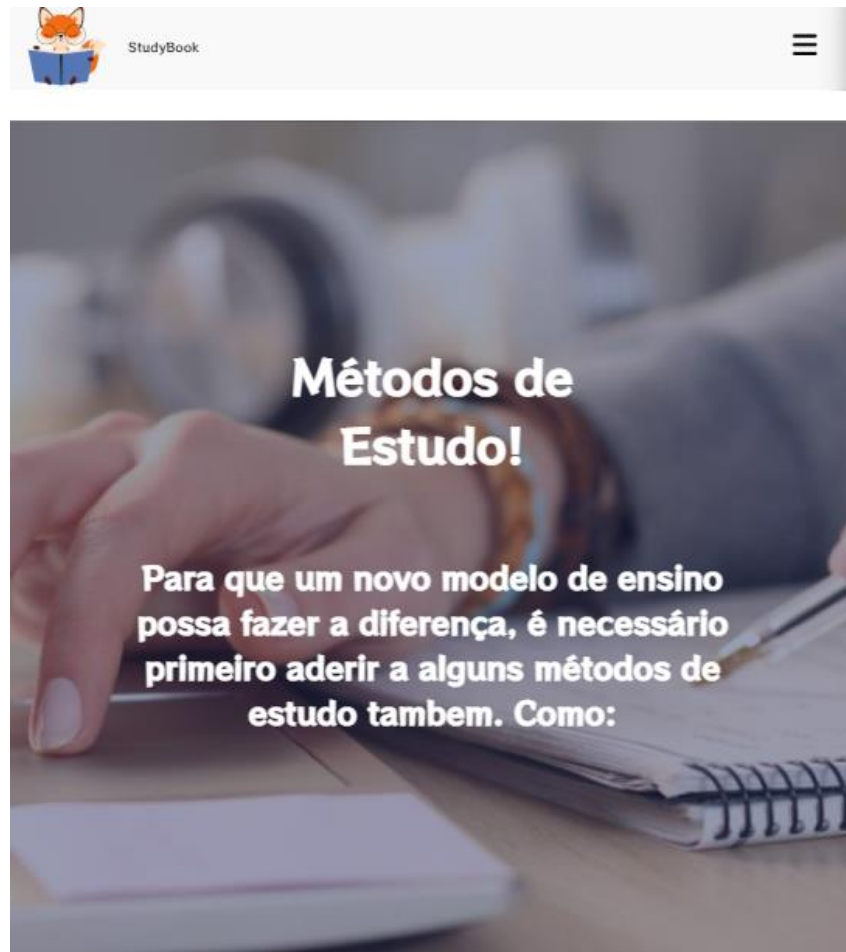 StudyBook
Métodos de
Estudo!
Para que um novo modelo de ensino
possa fazer a diferença, é necessário
primeiro aderir a alguns métodos de
estudo tambem. Como: